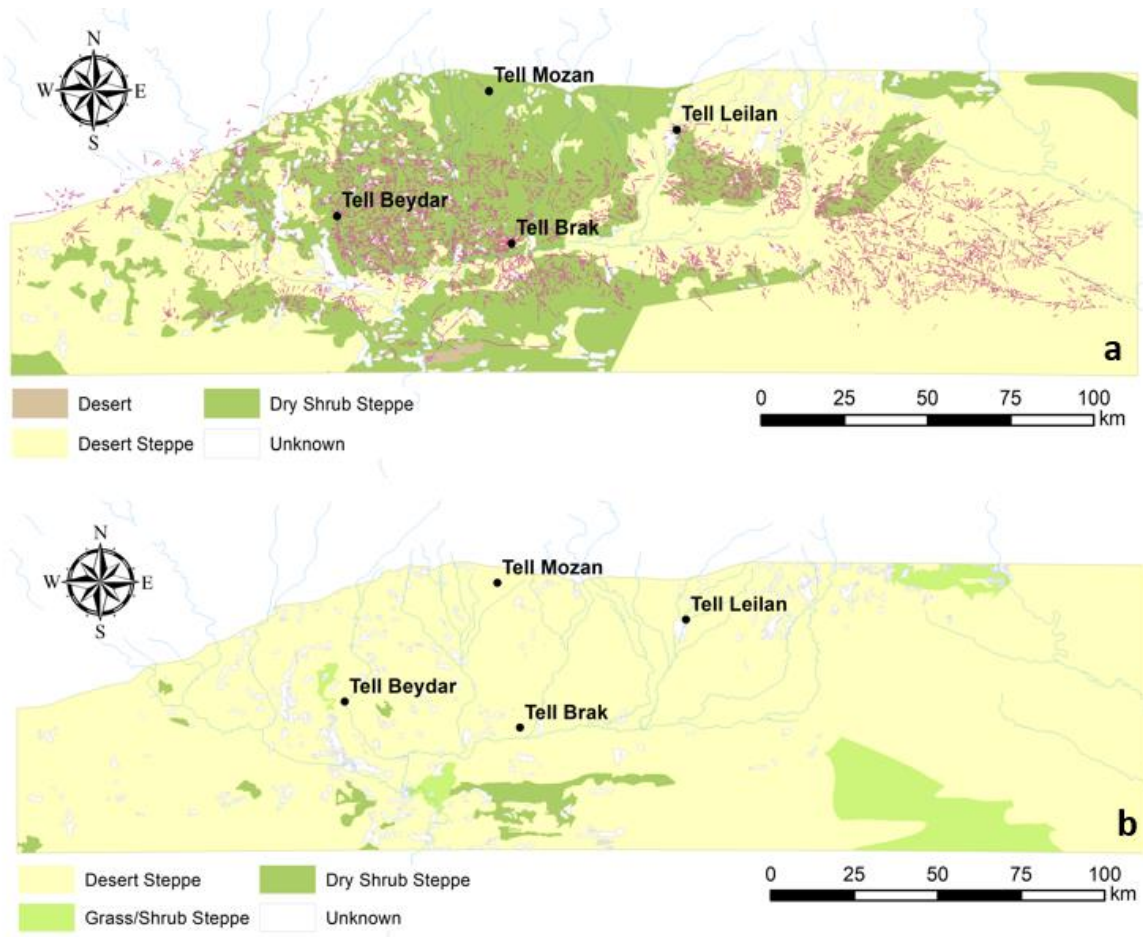 N
W E
S
Tell Mozan
Tell Leilan
Tell Beydar
Tell Brak
a
Desert
Dry Shrub Steppe
Desert Steppe
Unknown
0 25 50 75 100
km
N
W E
S
Tell Mozan
Tell Leilan
Tell Beydar
Tell Brak
b
Desert Steppe
Dry Shrub Steppe
Grass/Shrub Steppe
Unknown
0 25 50 75 100
km